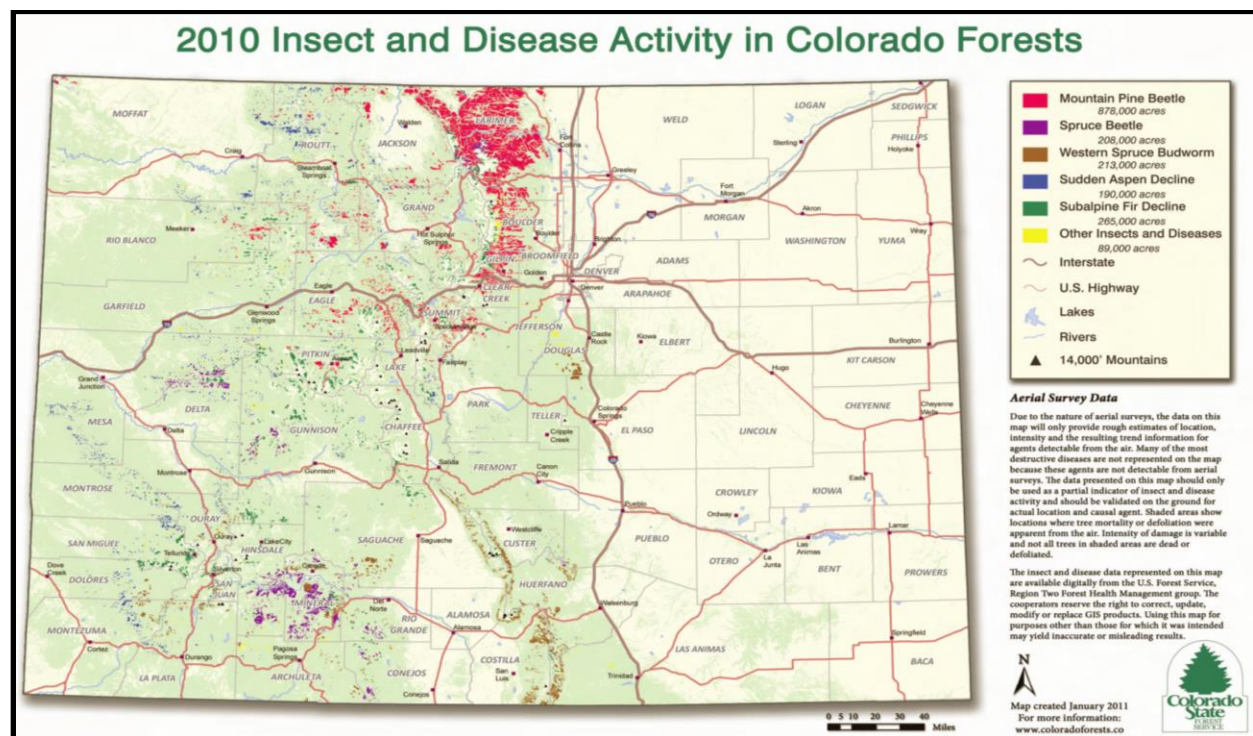 2010 Insect and Disease Activity in Colorado Forests
MOFFAT
LARIMER
LOGAN
SEDGWICK
WELD
PHILLIPS
Walden
JACKSON
ROUTT
Craig
Fort
Collins
Sterling
Holyoke
Steamboat
Springs
Greeley
GRAND
Fort
Morgan
MORGAN
Akron
Meeker
RIO BLANCO
Hot Sulphur
Springs
BOULDER
Boulder
WASHINGTON
YUMA
Wray
Brighton
GILPIN
BROOMFIELD
ADAMS
Golden
DENVER
Denver
GARFIELD
Eagle
EAGLE
CLEAR
CREEK
ARAPAHOE
Glenwood
Springs
SUMMIT
Breckenridge
JEFFERSON
DOUGLAS
Castle
Rock
Kiowa
ELBERT
Burlington
PITKIN
Aspen
Leadville
LAKE
Fairplay
KIT CARSON
Hugo
Grand
Junction
MESA
DELTA
Delta
GUNNISON
CHAFFEE
PARK
TELLER
Cripple
Creek
Colorado
Springs
EL PASO
LINCOLN
CHEYENNE
Cheyenne
Wells
Montrose
Gunnison
Salida
FREMONT
Canon
City
MONTROSE
Eads
KIOWA
CROWLEY
Ordway
Pueblo
OURAY
Ouray
SAN MIGUEL
Telluride
HINSDALE
Lake City
SAGUACHE
Saguache
Westcliffe
CUSTER
PUEBLO
Lamar
Las
Animas
La
Junta
OTERO
BENT
PROWERS
Dove
Creek
DOLORES
Silverton
SAN
JUAN
Creede
MINERAL
HUERFANO
Walsenburg
Del
Norte
RIO
GRANDE
ALAMOSA
Alamosa
MONTEZUMA
Cortez
Durango
LA PLATA
Pagosa
Springs
ARCHULETA
CONEJOS
Conejos
COSTILLA
San
Luis
Trinidad
LAS ANIMAS
Springfield
BACA
Mountain Pine Beetle
878,000 acres
Spruce Beetle
208,000 acres
Western Spruce Budworm
213,000 acres
Sudden Aspen Decline
190,000 acres
Subalpine Fir Decline
265,000 acres
Other Insects and Diseases
89,000 acres
Interstate
U.S. Highway
Lakes
Rivers
14,000' Mountains
Aerial Survey Data
Due to the nature of aerial surveys, the data on this
map will only provide rough estimates of location,
intensity and the resulting trend information for
agents detectable from the air. Many of the most
destructive diseases are not represented on the map
because these agents are not detectable from aerial
surveys. The data presented on this map should only
be used as a partial indicator of insect and disease
activity and should be validated on the ground for
actual location and causal agent. Shaded areas show
locations where tree mortality or defoliation were
apparent from the air. Intensity of damage is variable
and not all trees in shaded areas are dead or
defoliated.
The insect and disease data represented on this map
are available digitally from the U.S. Forest Service,
Region Two Forest Health Management group. The
cooperators reserve the right to correct, update,
modify or replace GIS products. Using this map for
purposes other than those for which it was intended
may yield inaccurate or misleading results.
N
Map created January 2011
For more information:
www.coloradoforests.co
Colorado
State
FOREST
SERVICE
0 5 10 20 30 40
Miles